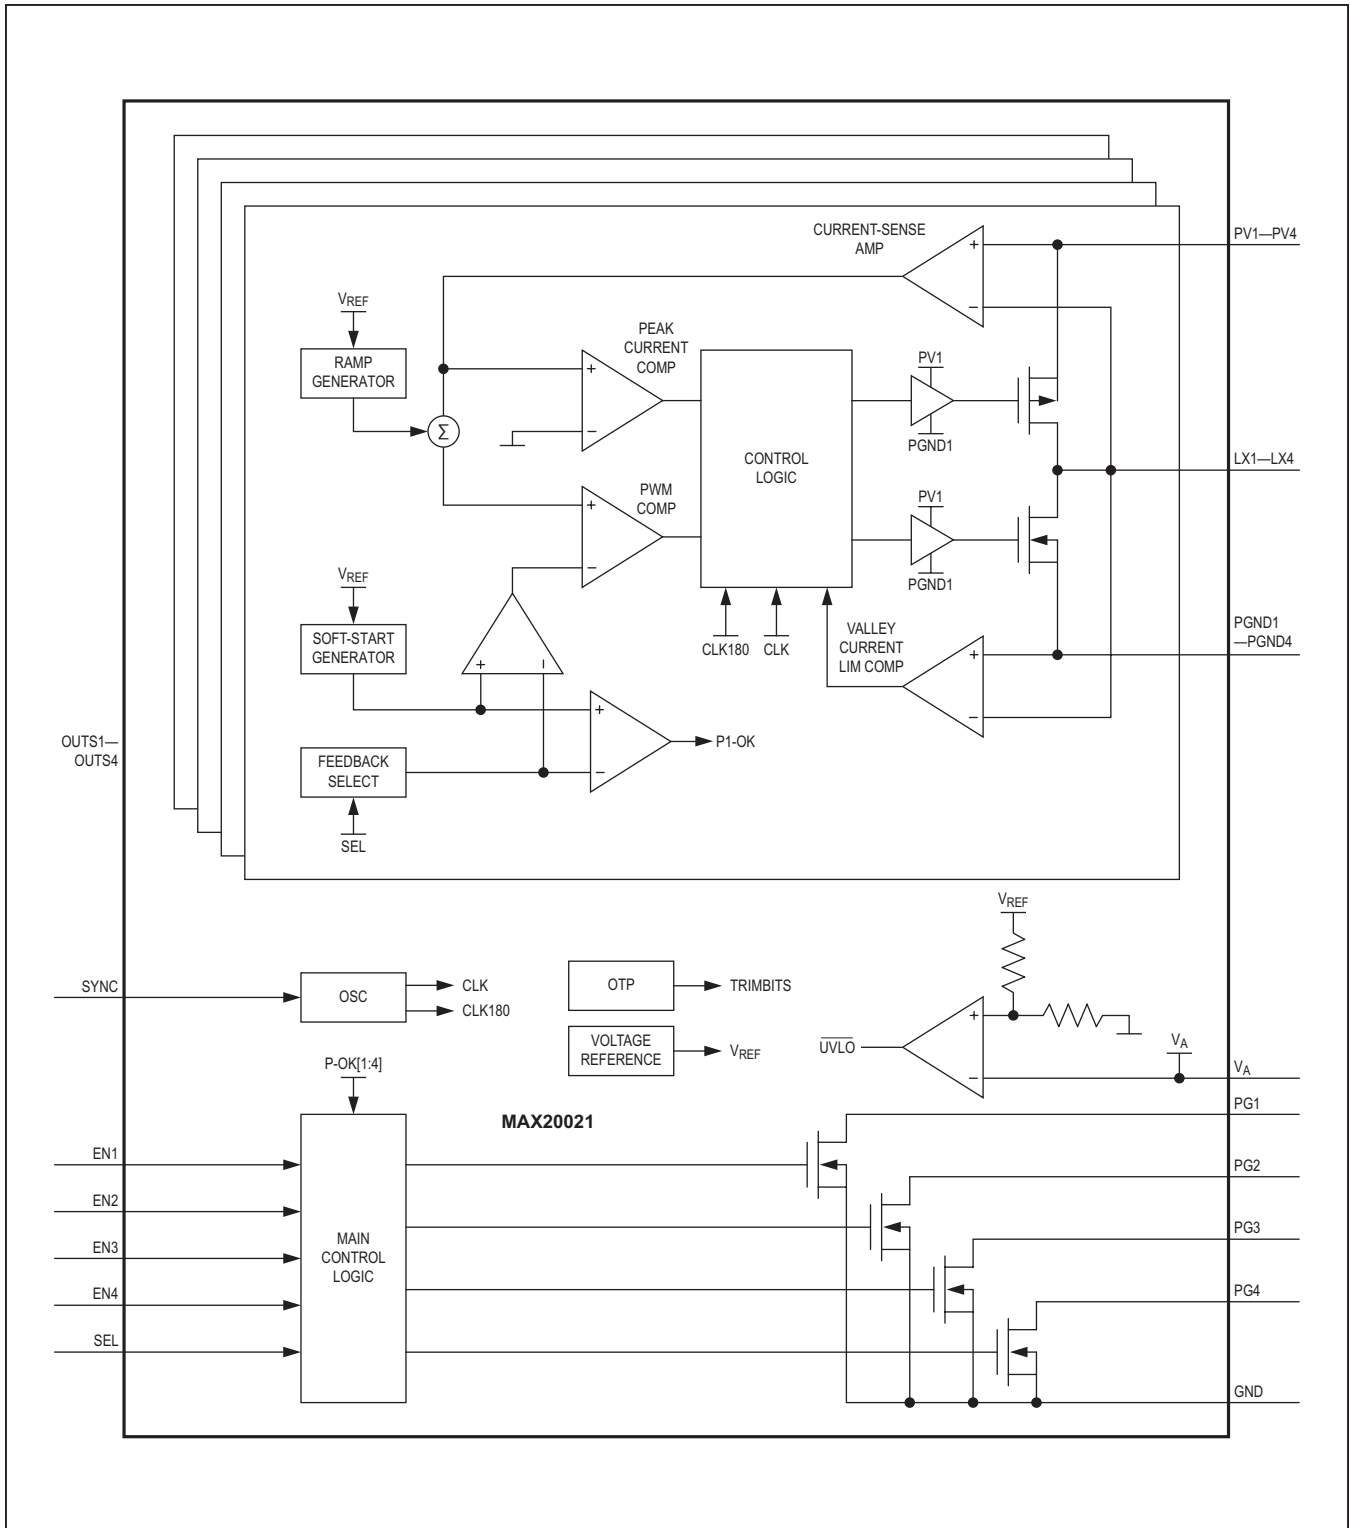 CURRENT-SENSE
AMP
PV1—PV4
+
−
VREF
RAMP
GENERATOR
PEAK
CURRENT
COMP
+
−
Σ
CONTROL
LOGIC
PV1
PGND1
LX1—LX4
PWM
COMP
+
−
PV1
PGND1
VREF
SOFT-START
GENERATOR
CLK180
CLK
VALLEY
CURRENT
LIM COMP
+
−
PGND1
—PGND4
+
−
+
−
P1-OK
OUTS1—
OUTS4
FEEDBACK
SELECT
SEL
VREF
SYNC
OSC
CLK
CLK180
OTP
TRIMBITS
VOLTAGE
REFERENCE
VREF
UVLO
+
−
VA
VA
P-OK[1:4]
MAX20021
PG1
EN1
EN2
EN3
EN4
SEL
MAIN
CONTROL
LOGIC
PG2
PG3
PG4
GND